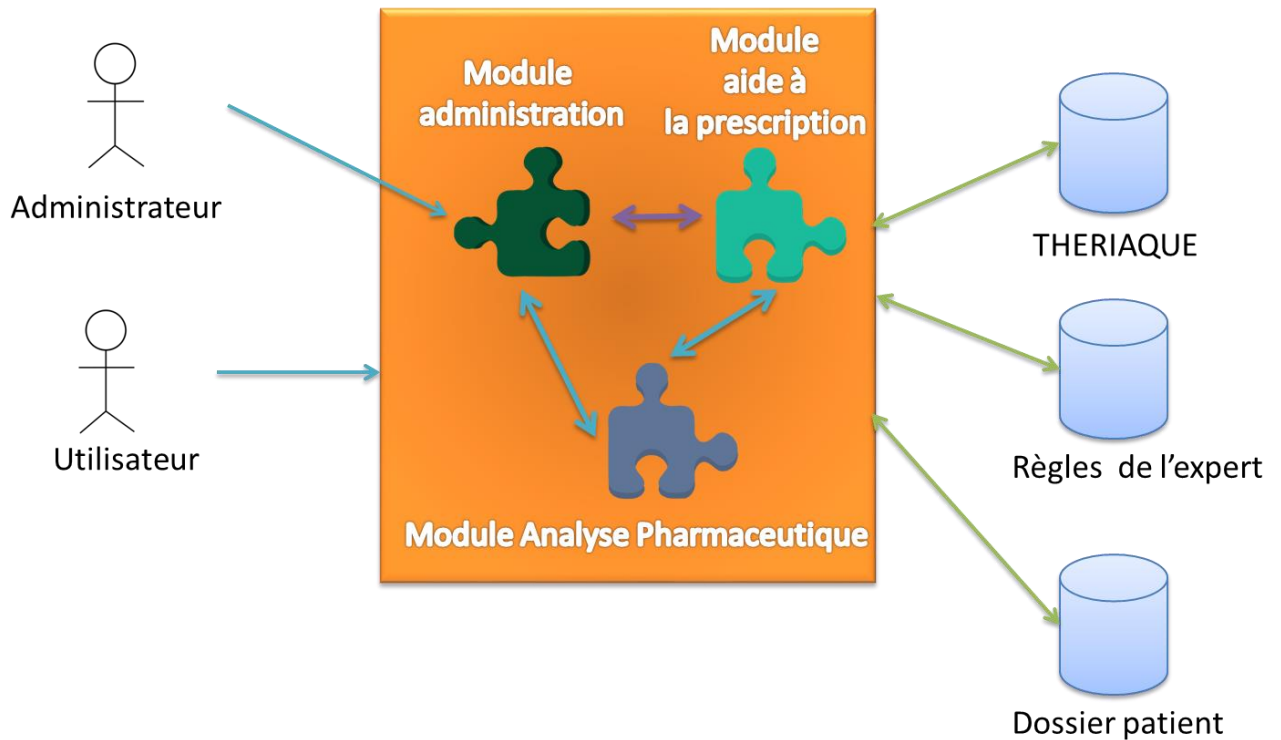 Module
administration
Module
aide à
la prescription
Administrateur
THERIAQUE
Utilisateur
Règles  de l’expert
Module Analyse Pharmaceutique
Dossier patient